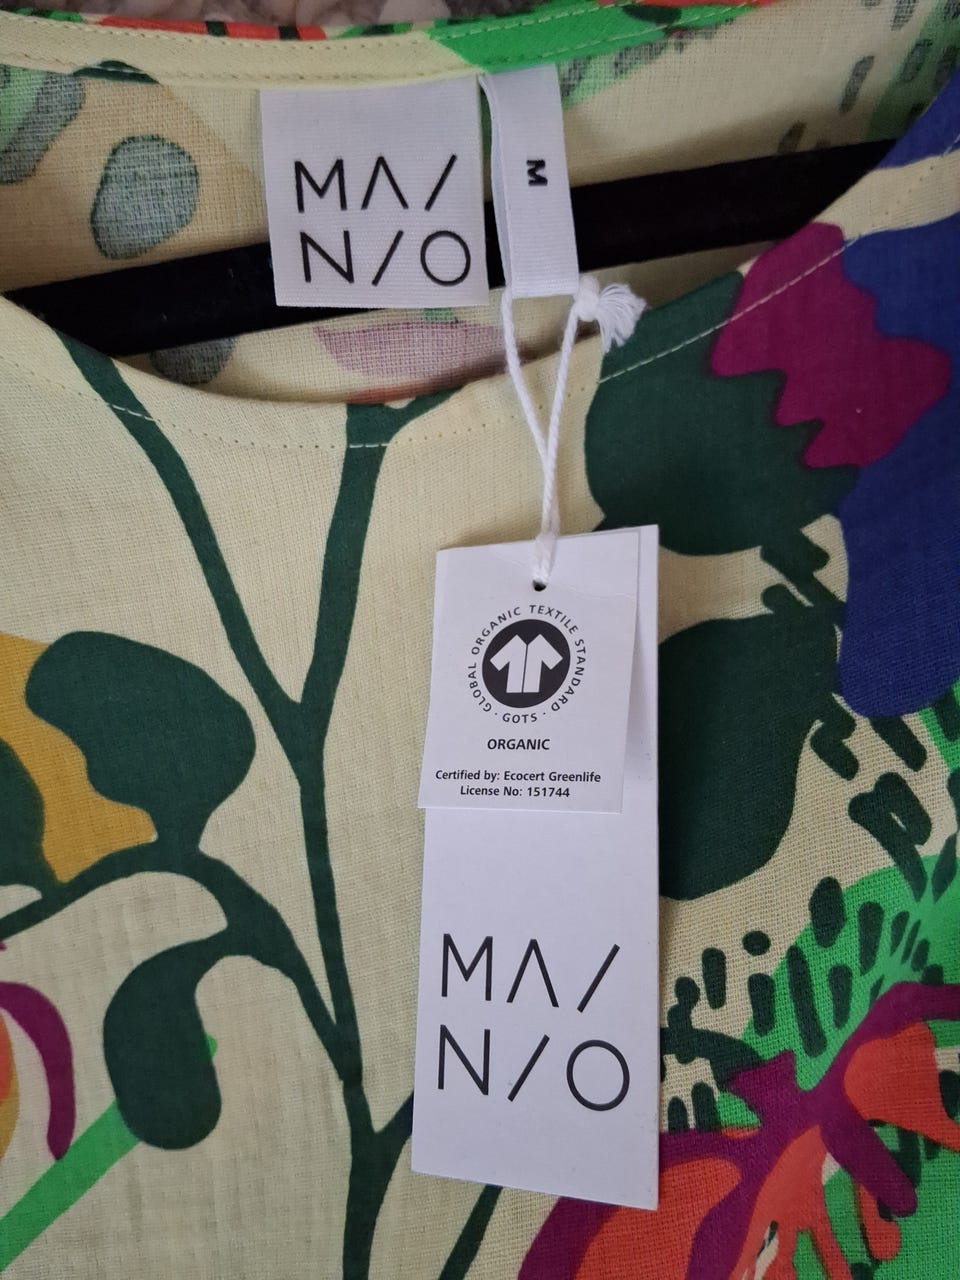 MA/
N/O
M
GLOBAL ORGANIC TEXTILE STANDARD
· GOTS ·
ORGANIC
Certified by: Ecocert Greenlife
License No: 151744
MA/
N/O